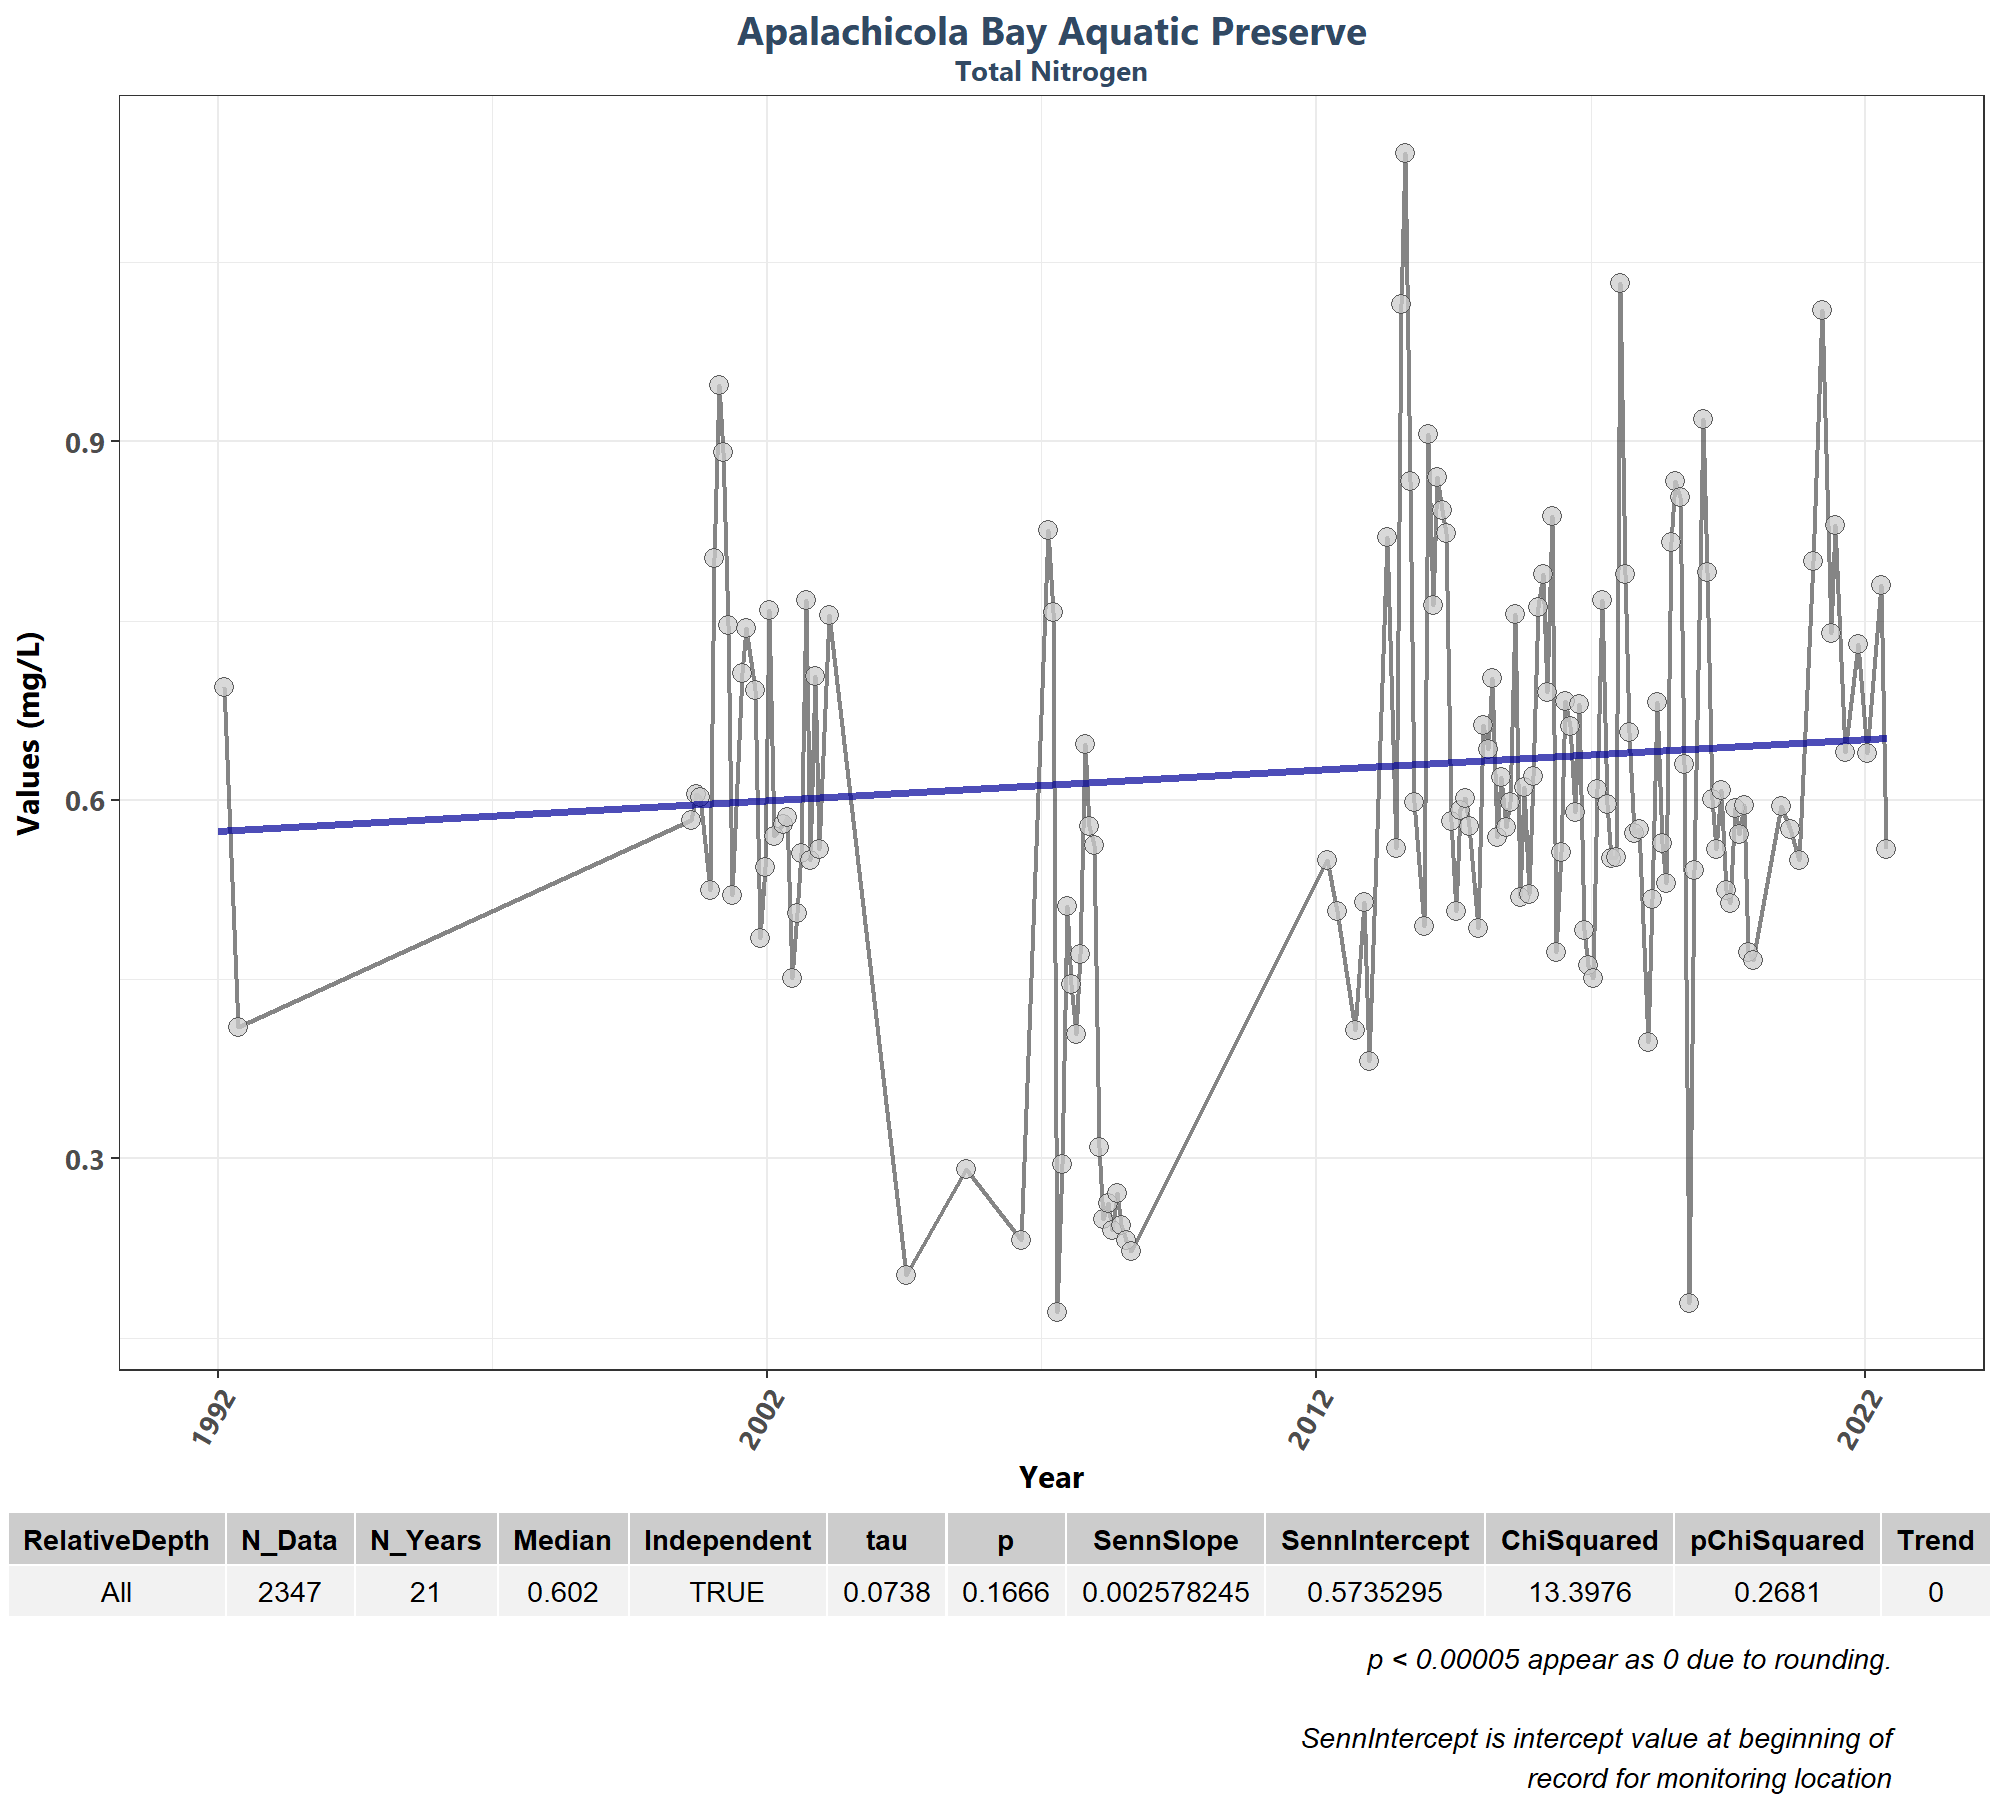 Apalachicola Bay Aquatic Preserve
Total Nitrogen
Values (mg/L)
0.9
0.6
0.3
1992 2002 2012 2022
Year
RelativeDepth N_Data N_Years Median Independent tau p SennSlope SennIntercept ChiSquared pChiSquared Trend
All 2347 21 0.602 TRUE 0.0738 0.1666 0.002578245 0.5735295 13.3976 0.2681 0
p < 0.00005 appear as 0 due to rounding.
SennIntercept is intercept value at beginning of
record for monitoring location